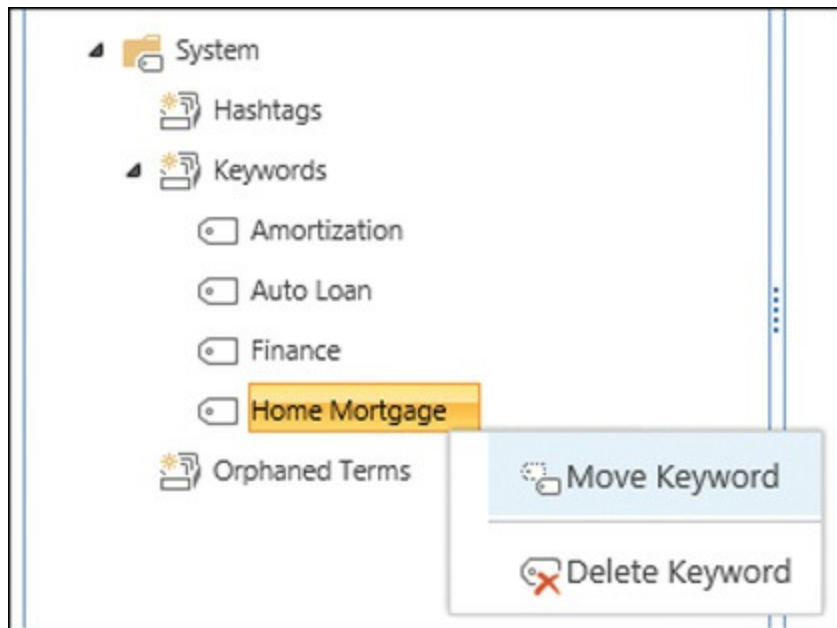 System
Hashtags
Keywords
Amortization
Auto Loan
Finance
Home Mortgage
Orphaned Terms
Move Keyword
Delete Keyword